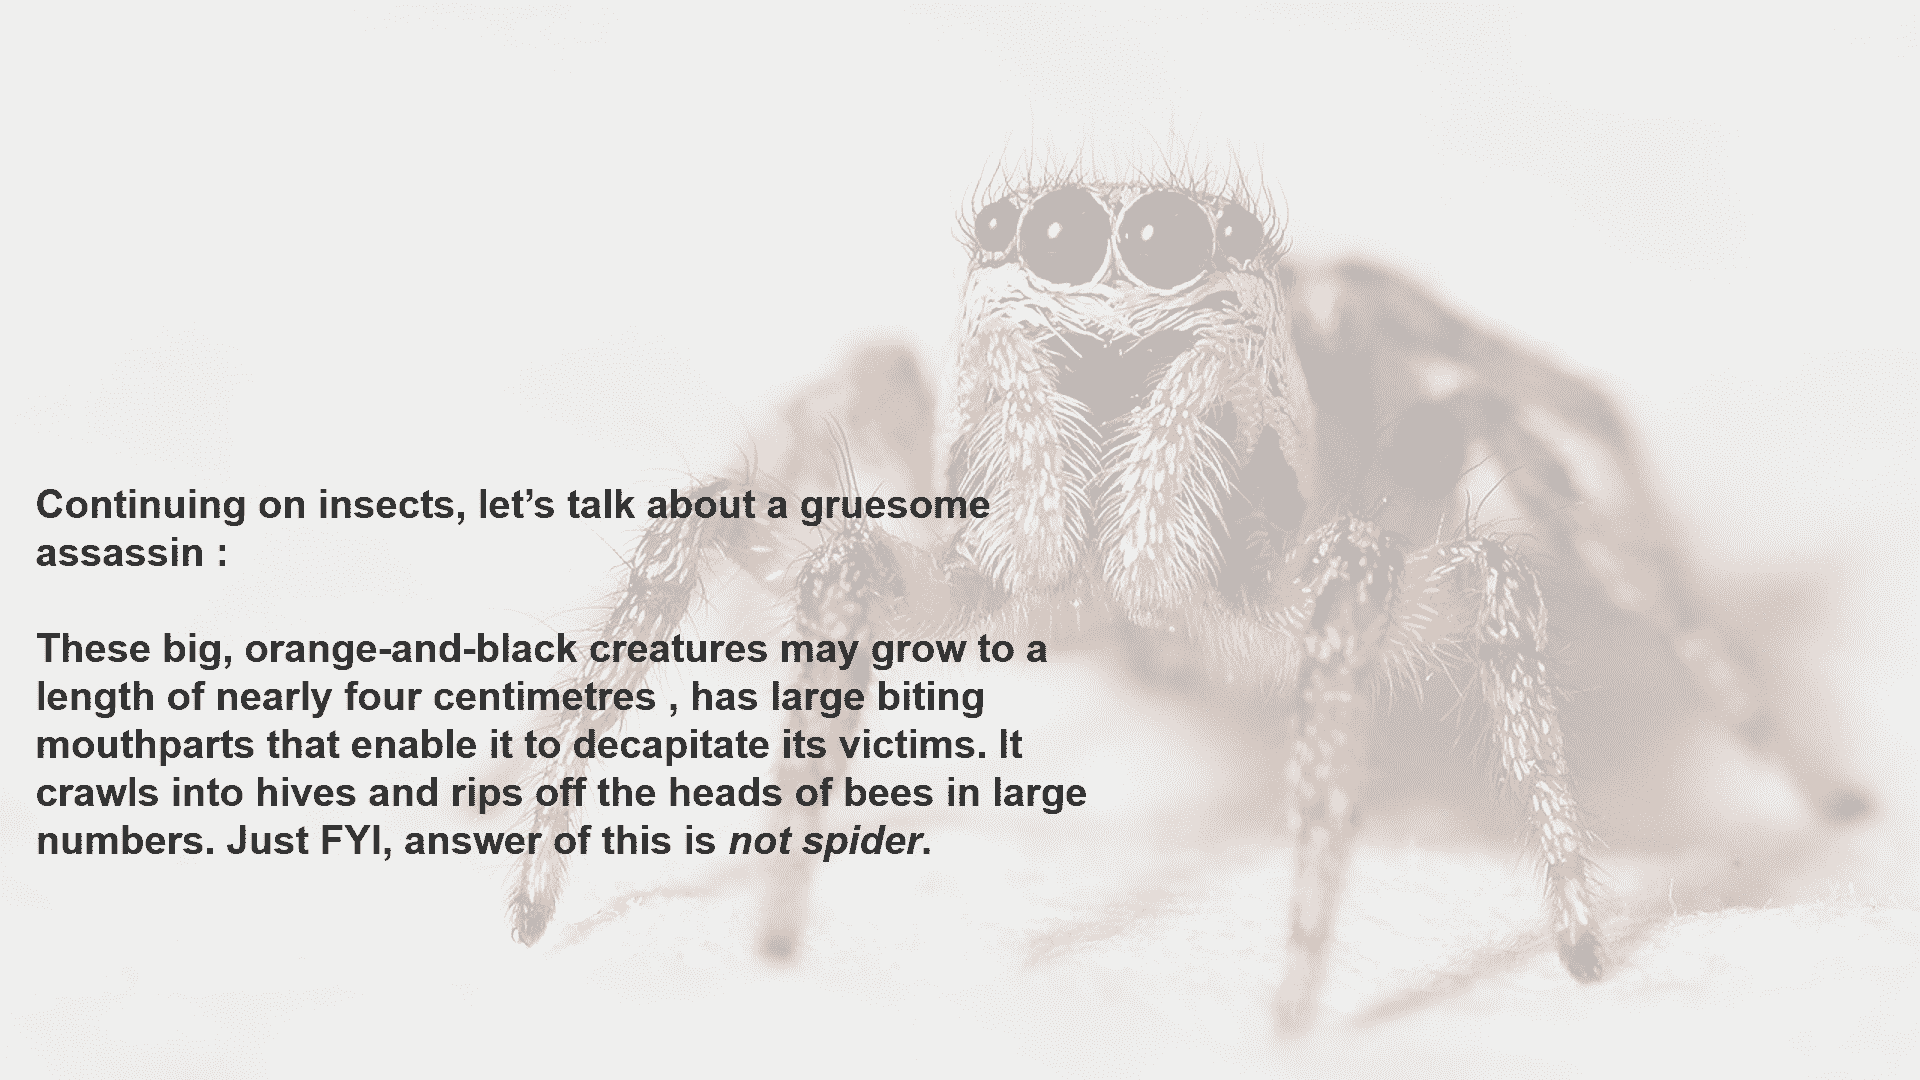 Continuing on insects, let’s talk about a gruesome
assassin :
These big, orange-and-black creatures may grow to a
length of nearly four centimetres , has large biting
mouthparts that enable it to decapitate its victims. It
crawls into hives and rips off the heads of bees in large
numbers. Just FYI, answer of this is not spider.